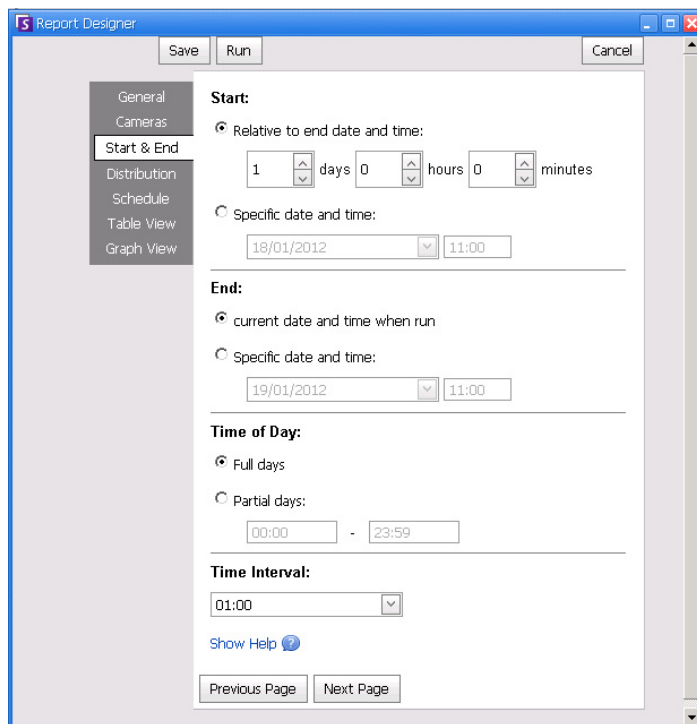 Report Designer
Save Run Cancel
General
Cameras
Start & End
Distribution
Schedule
Table View
Graph View
Start:
Relative to end date and time:
1 days 0 hours 0 minutes
Specific date and time:
18/01/2012 11:00
End:
current date and time when run
Specific date and time:
19/01/2012 11:00
Time of Day:
Full days
Partial days:
00:00 - 23:59
Time Interval:
01:00
Show Help ?
Previous Page Next Page